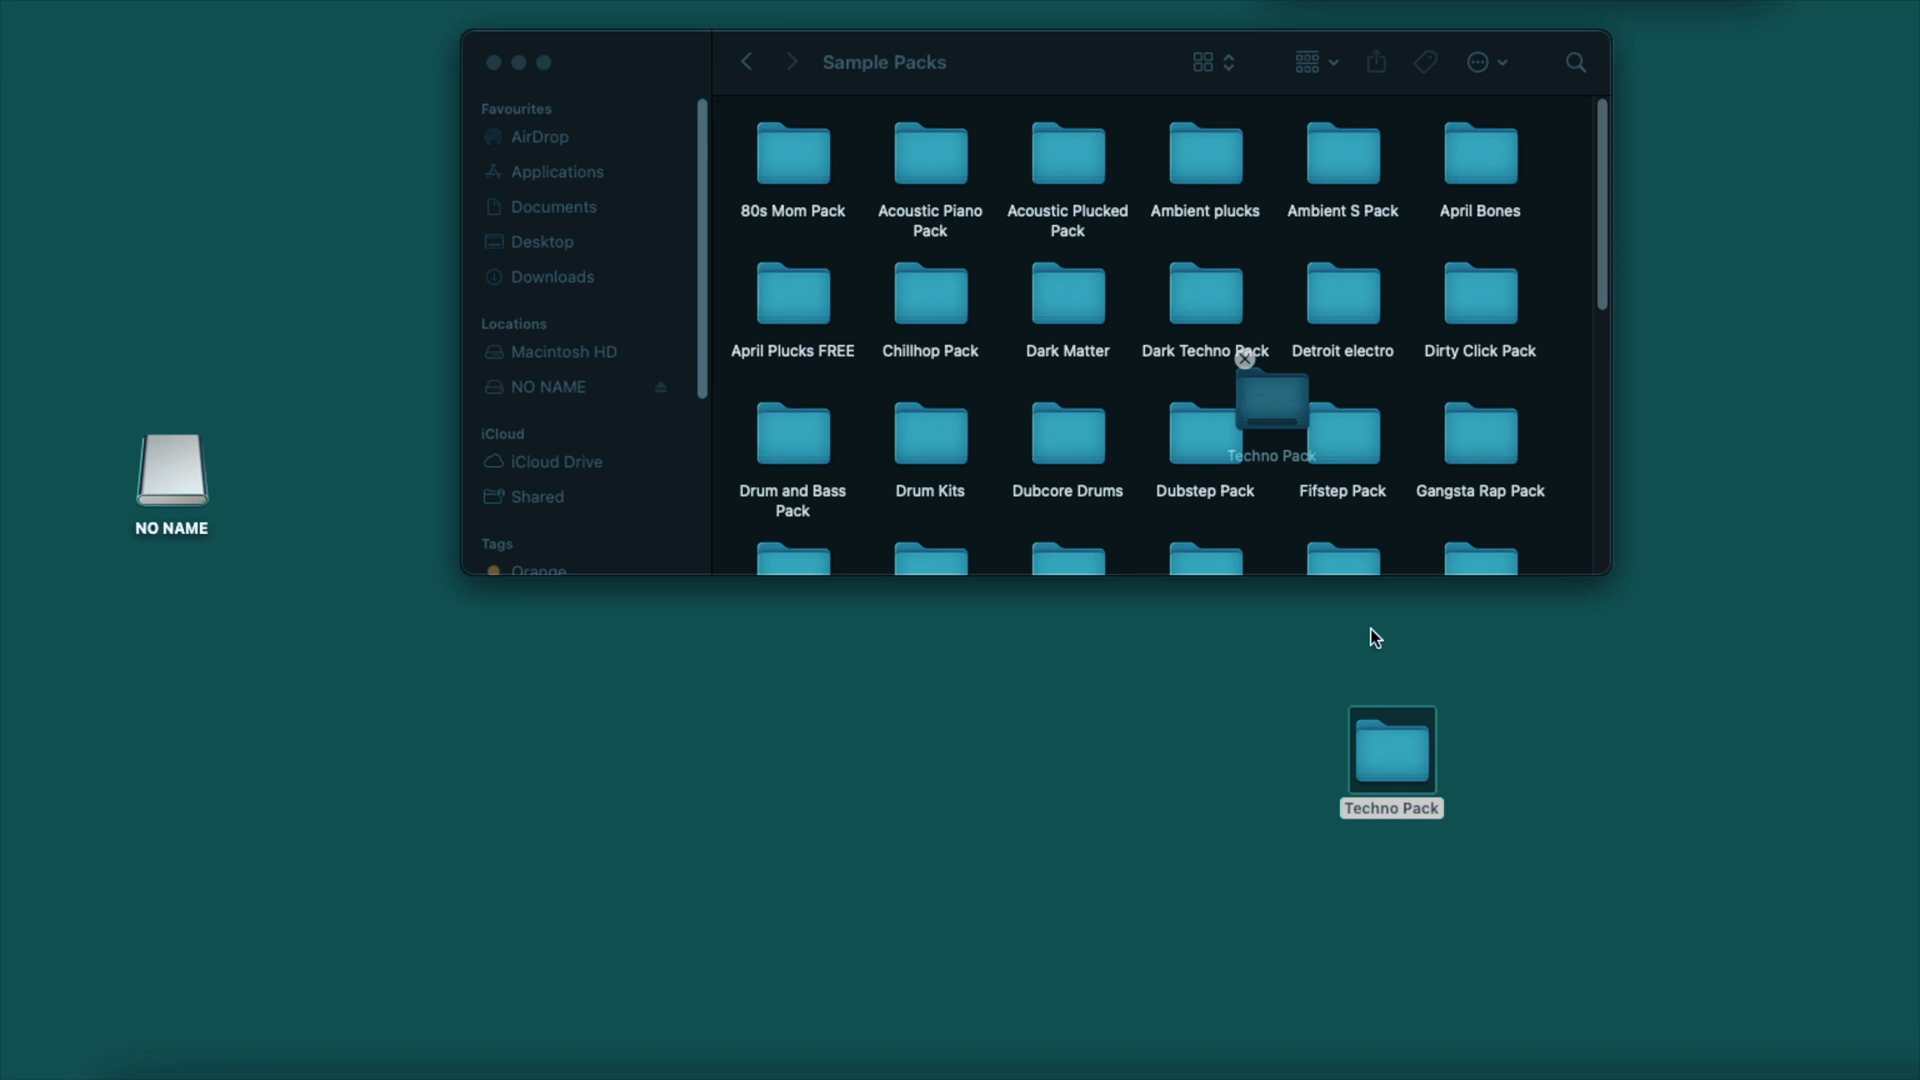 Sample Packs
Favourites
AirDrop
Applications
Documents
Desktop
Downloads
Locations
Macintosh HD
NO NAME
iCloud
iCloud Drive
Shared
Tags
Orange
80s Mom Pack
Acoustic Piano
Pack
Acoustic Plucked
Pack
Ambient plucks
Ambient S Pack
April Bones
April Plucks FREE
Chillhop Pack
Dark Matter
Dark Techno Pack
Detroit electro
Dirty Click Pack
Techno Pack
Drum and Bass
Pack
Drum Kits
Dubcore Drums
Dubstep Pack
Fifstep Pack
Gangsta Rap Pack
NO NAME
Techno Pack